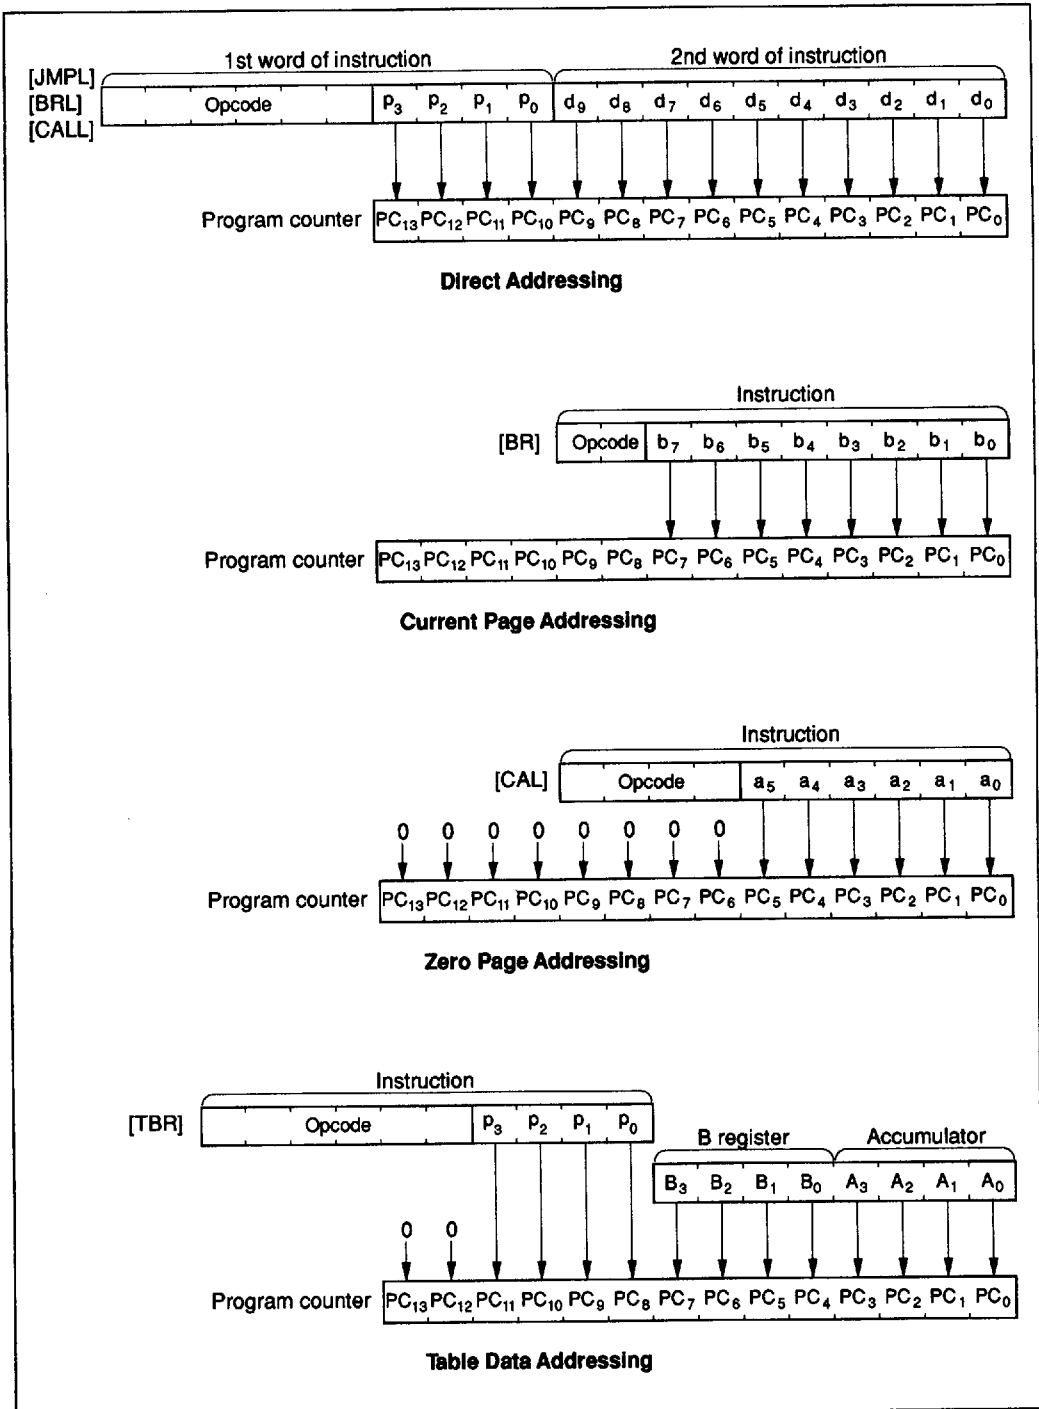 1st word of instruction 2nd word of instruction
[JMPL]
[BRL] Opcode p3 p2 p1 p0 d9 d8 d7 d6 d5 d4 d3 d2 d1 d0
[CALL]
Program counter PC13 PC12 PC11 PC10 PC9 PC8 PC7 PC6 PC5 PC4 PC3 PC2 PC1 PC0
Direct Addressing
Instruction
[BR] Opcode b7 b6 b5 b4 b3 b2 b1 b0
Program counter PC13 PC12 PC11 PC10 PC9 PC8 PC7 PC6 PC5 PC4 PC3 PC2 PC1 PC0
Current Page Addressing
Instruction
[CAL] Opcode a5 a4 a3 a2 a1 a0
0 0 0 0 0 0 0 0
Program counter PC13 PC12 PC11 PC10 PC9 PC8 PC7 PC6 PC5 PC4 PC3 PC2 PC1 PC0
Zero Page Addressing
Instruction
[TBR] Opcode p3 p2 p1 p0
B register Accumulator
B3 B2 B1 B0 A3 A2 A1 A0
0 0
Program counter PC13 PC12 PC11 PC10 PC9 PC8 PC7 PC6 PC5 PC4 PC3 PC2 PC1 PC0
Table Data Addressing